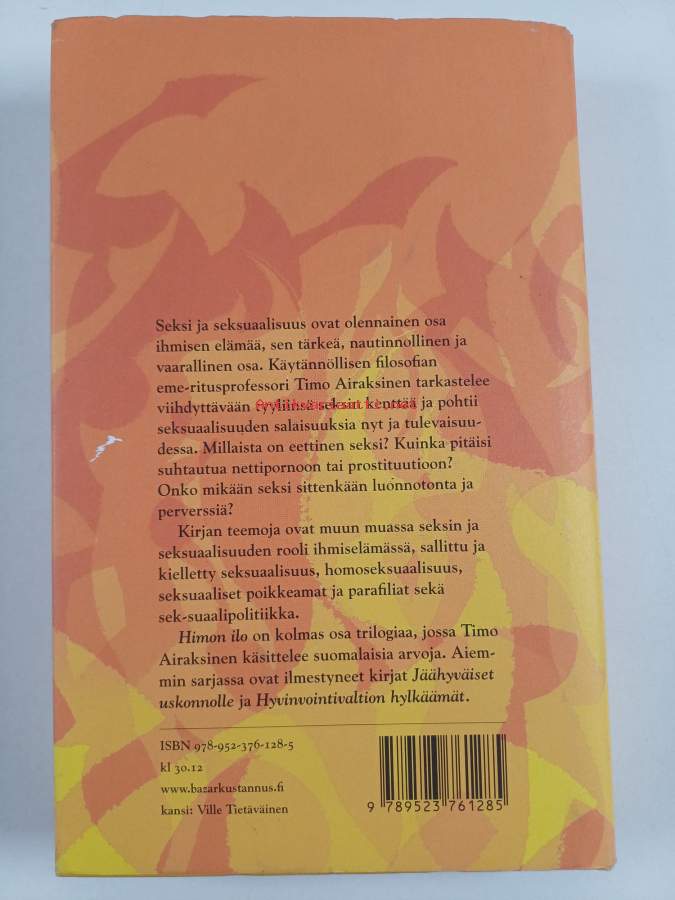 Seksi ja seksuaalisuus ovat olennainen osa
ihmisen elämää, sen tärkeä, nautinnollinen ja
vaarallinen osa. Käytännöllisen filosofian
eme-ritusprofessori Timo Airaksinen tarkastelee
viihdyttävään tyyliinsä seksin kenttää ja pohtii
seksuaalisuuden salaisuuksia nyt ja tulevaisuu-
dessa. Millaista on eettinen seksi? Kuinka pitäisi
suhtautua nettipornoon tai prostituutioon?
Onko mikään seksi sittenkään luonnotonta ja
perverssiä?
Kirjan teemoja ovat muun muassa seksin ja
seksuaalisuuden rooli ihmiselämässä, sallittu ja
kielletty seksuaalisuus, homoseksuaalisuus,
seksuaaliset poikkeamat ja parafiliat sekä
sek-suaalipolitiikka.
Himon ilo on kolmas osa trilogiaa, jossa Timo
Airaksinen käsittelee suomalaisia arvoja. Aiem-
min sarjassa ovat ilmestyneet kirjat Jäähyväiset
uskonnolle ja Hyvinvointivaltion hylkäämät.
ISBN 978-952-376-128-5
kl 30.12
www.bazarkustannus.fi
kansi: Ville Tietäväinen
9 789523 761285